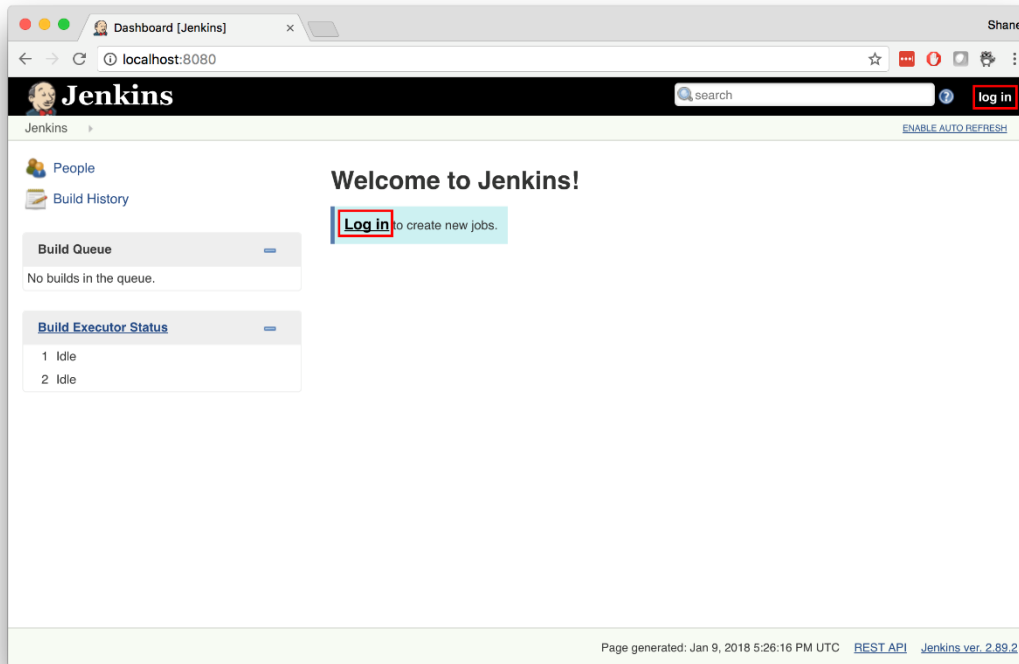 Dashboard [Jenkins]
Shane
localhost:8080
Jenkins
search
log in
Jenkins
ENABLE AUTO REFRESH
People
Build History
Welcome to Jenkins!
Log in to create new jobs.
Build Queue
No builds in the queue.
Build Executor Status
1 Idle
2 Idle
Page generated: Jan 9, 2018 5:26:16 PM UTC REST API Jenkins ver. 2.89.2